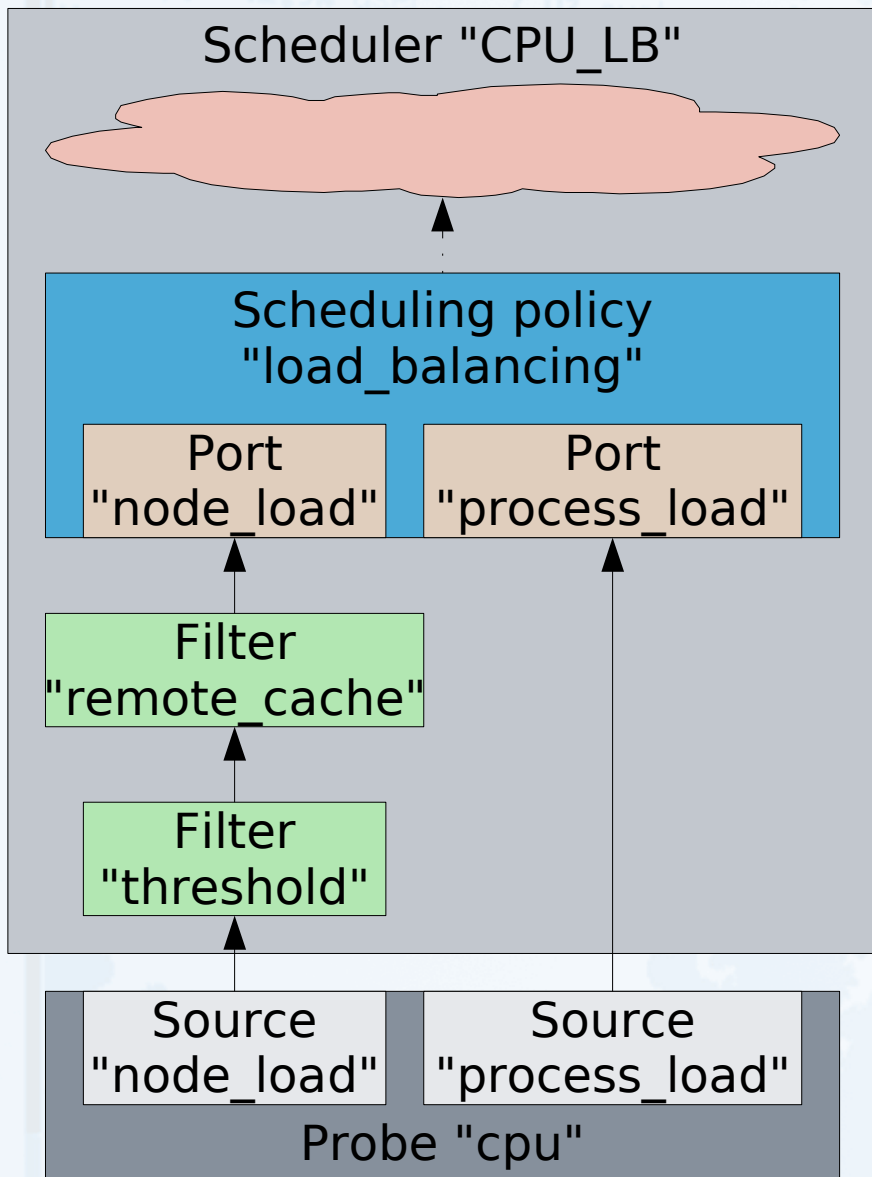 Scheduler "CPU_LB"
Scheduling policy
"load_balancing"
Port
"node_load"
Port
"process_load"
Filter
"remote_cache"
Filter
"threshold"
Source
"node_load"
Source
"process_load"
Probe "cpu"